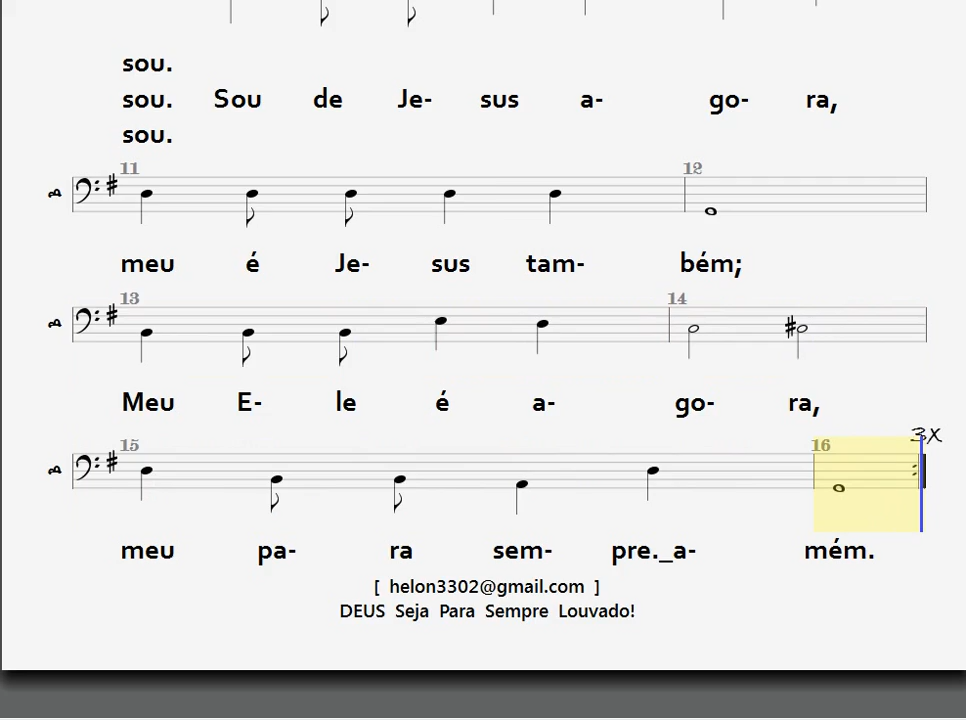 sou.
sou. Sou de Je- sus a- go- ra,
sou.
11 12
B
meu é Je- sus tam- bém;
13 14
B
Meu E- le é a- go- ra,
3X
15 16
B
meu pa- ra sem- pre._a- mém.
[ helon3302@gmail.com ]
DEUS Seja Para Sempre Louvado!